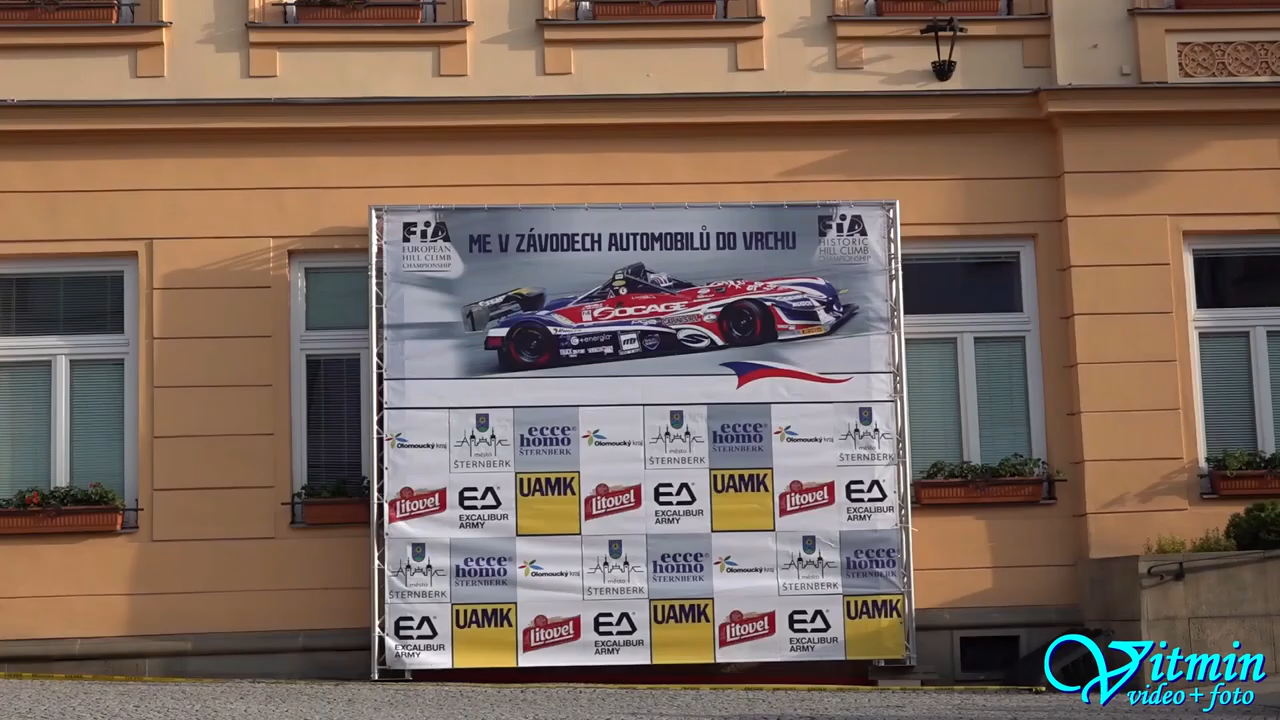 FIA
EUROPEAN
HILL CLIMB
CHAMPIONSHIP
ME V ZÁVODECH AUTOMOBILŮ DO VRCHU
FIA
HISTORIC
HILL CLIMB
CHAMPIONSHIP
SOCAGE
+energia
Olomoucký kraj
město
ŠTERNBERK
ecce
homo
ŠTERNBERK
Olomoucký kraj
město
ŠTERNBERK
ecce
homo
ŠTERNBERK
Olomoucký kraj
město
ŠTERNBERK
Litovel
EA
EXCALIBUR
ARMY
UAMK
Litovel
EA
EXCALIBUR
ARMY
UAMK
Litovel
EA
EXCALIBUR
ARMY
město
ŠTERNBERK
ecce
homo
ŠTERNBERK
Olomoucký kraj
město
ŠTERNBERK
ecce
homo
ŠTERNBERK
Olomoucký kraj
město
ŠTERNBERK
ecce
homo
ŠTERNBERK
EA
EXCALIBUR
ARMY
UAMK
Litovel
EA
EXCALIBUR
ARMY
UAMK
Litovel
EA
EXCALIBUR
ARMY
UAMK
Vitmin
video + foto